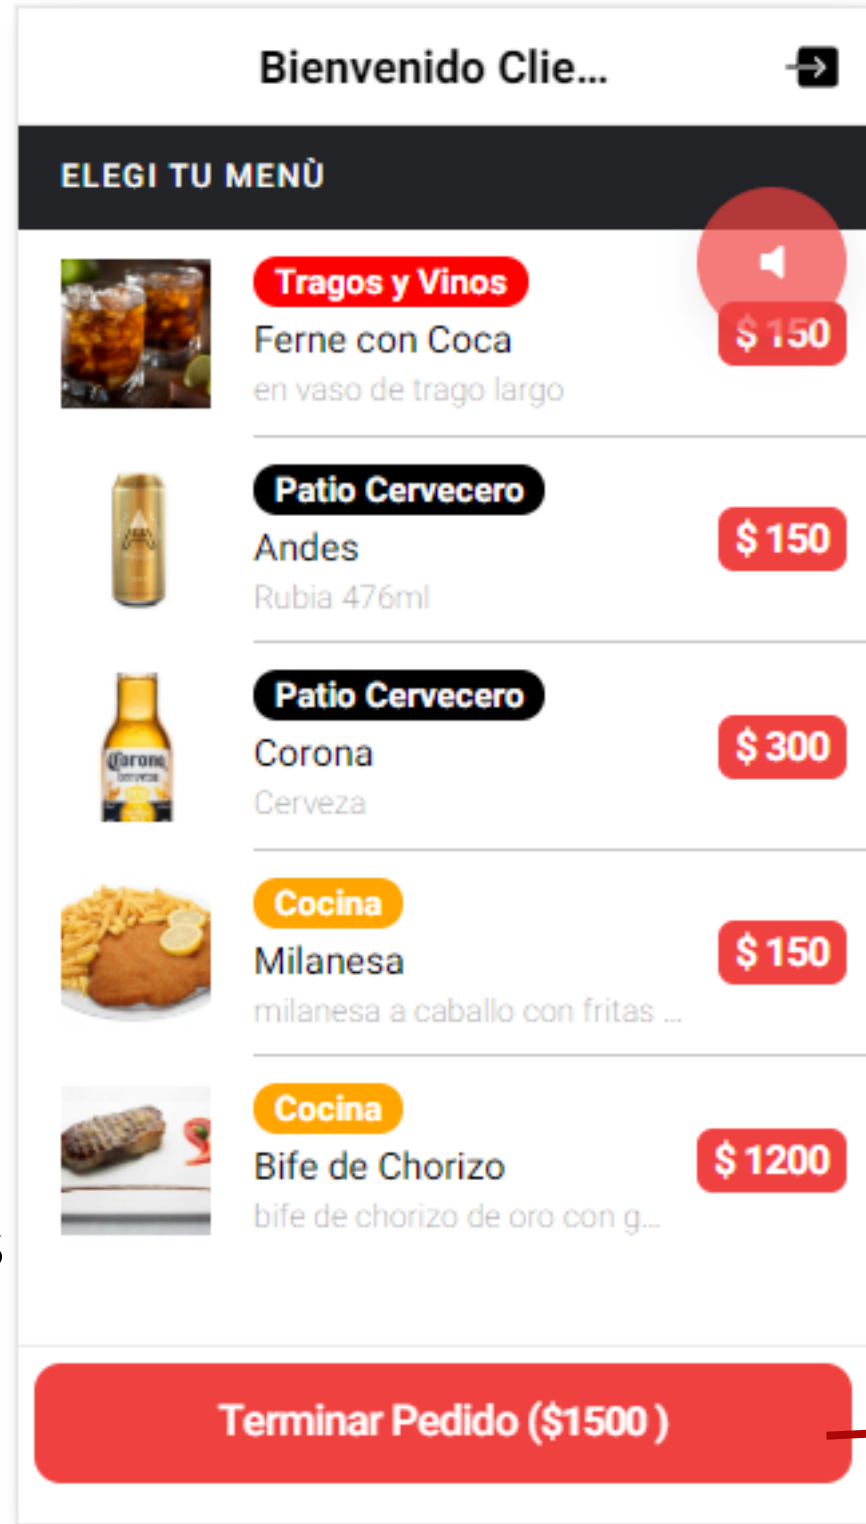 Bienvenido Clie...
ELEGI TU MENÙ
Tragos y Vinos
Ferne con Coca
$ 150
en vaso de trago largo
Patio Cervecero
Andes
$ 150
Rubia 476ml
Patio Cervecero
Corona
$ 300
Cerveza
Corona
cerveza
Cocina
Milanesa
$ 150
milanesa a caballo con fritas ...
Cocina
Bife de Chorizo
$ 1200
bife de chorizo de oro con g...
Terminar Pedido ($1500 )